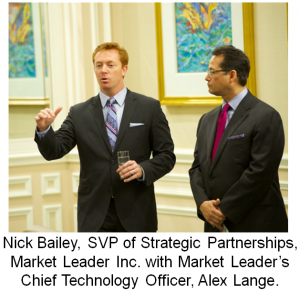 Nick Bailey, SVP of Strategic Partnerships,
Market Leader Inc. with Market Leader's
Chief Technology Officer, Alex Lange.